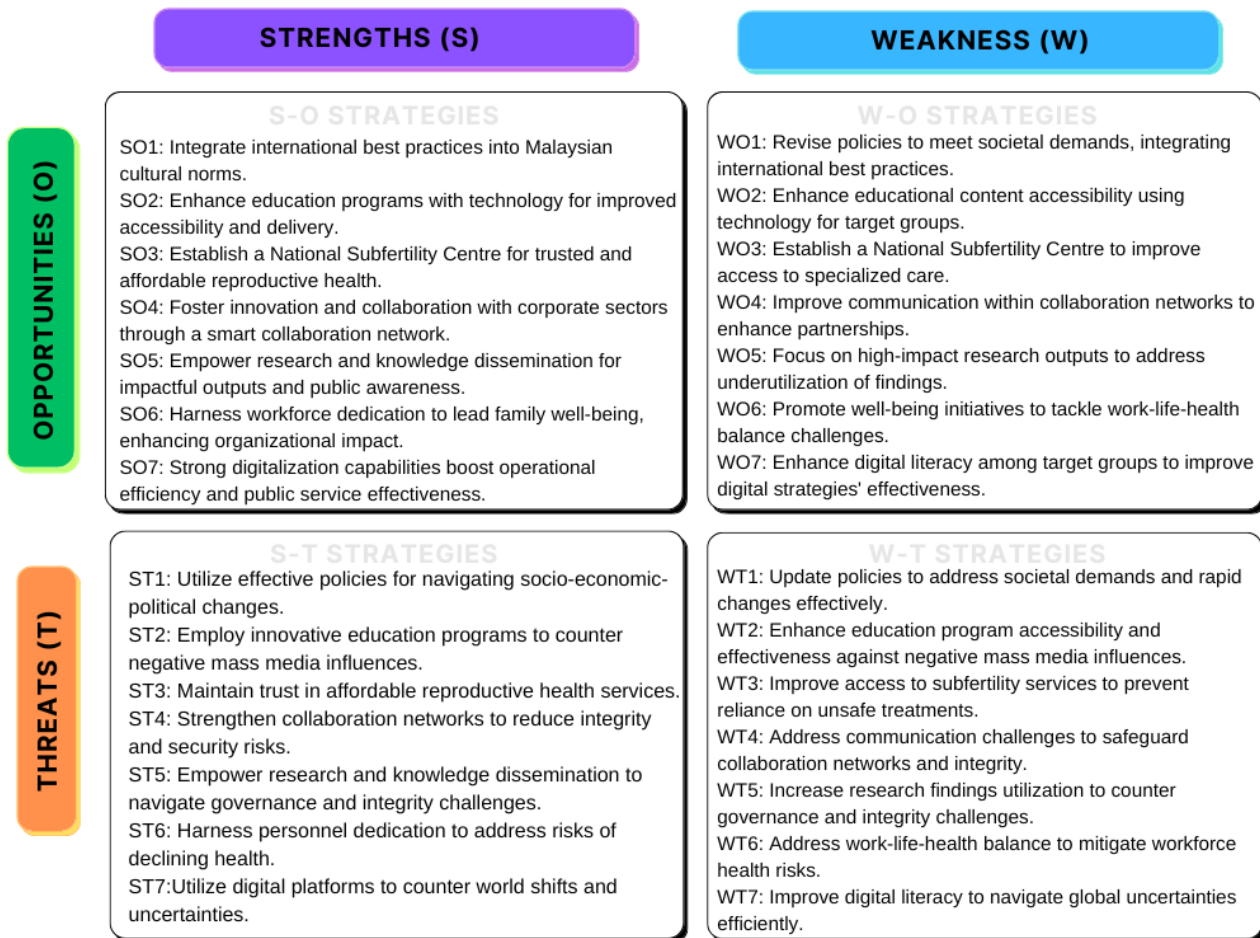 STRENGTHS (S)
WEAKNESS (W)
OPPORTUNITIES (O)
S-O STRATEGIES
SO1: Integrate international best practices into Malaysian
cultural norms.
SO2: Enhance education programs with technology for improved
accessibility and delivery.
SO3: Establish a National Subfertility Centre for trusted and
affordable reproductive health.
SO4: Foster innovation and collaboration with corporate sectors
through a smart collaboration network.
SO5: Empower research and knowledge dissemination for
impactful outputs and public awareness.
SO6: Harness workforce dedication to lead family well-being,
enhancing organizational impact.
SO7: Strong digitalization capabilities boost operational
efficiency and public service effectiveness.
W-O STRATEGIES
WO1: Revise policies to meet societal demands, integrating
international best practices.
WO2: Enhance educational content accessibility using
technology for target groups.
WO3: Establish a National Subfertility Centre to improve
access to specialized care.
WO4: Improve communication within collaboration networks to
enhance partnerships.
WO5: Focus on high-impact research outputs to address
underutilization of findings.
WO6: Promote well-being initiatives to tackle work-life-health
balance challenges.
WO7: Enhance digital literacy among target groups to improve
digital strategies' effectiveness.
THREATS (T)
S-T STRATEGIES
ST1: Utilize effective policies for navigating socio-economic-
political changes.
ST2: Employ innovative education programs to counter
negative mass media influences.
ST3: Maintain trust in affordable reproductive health services.
ST4: Strengthen collaboration networks to reduce integrity
and security risks.
ST5: Empower research and knowledge dissemination to
navigate governance and integrity challenges.
ST6: Harness personnel dedication to address risks of
declining health.
ST7:Utilize digital platforms to counter world shifts and
uncertainties.
W-T STRATEGIES
WT1: Update policies to address societal demands and rapid
changes effectively.
WT2: Enhance education program accessibility and
effectiveness against negative mass media influences.
WT3: Improve access to subfertility services to prevent
reliance on unsafe treatments.
WT4: Address communication challenges to safeguard
collaboration networks and integrity.
WT5: Increase research findings utilization to counter
governance and integrity challenges.
WT6: Address work-life-health balance to mitigate workforce
health risks.
WT7: Improve digital literacy to navigate global uncertainties
efficiently.